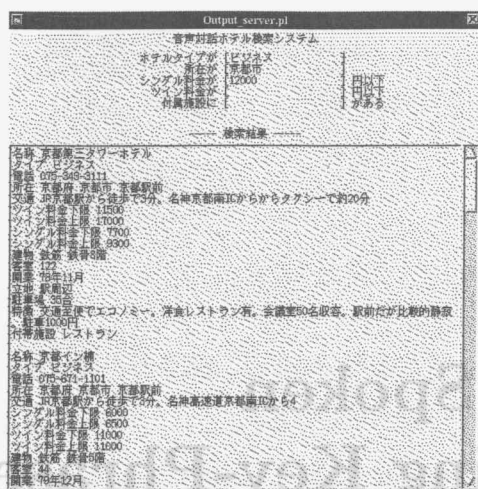 Output_server.pl
音声対話ホテル検索システム
ホテルタイプが [ビジネス ]
所在が [京都市 ]
シングル料金が [12000 ] 円以下
ツイン料金が [ ] 円以下
付属施設に [ ] がある
---- 検索結果 ----
名称 京都第二タワーホテル
タイプ ビジネス
電話 075-343-3111
所在 京都府 京都市 京都駅前
交通 JR京都駅から徒歩で3分。名神京都南ICからからタクシーで約20分
ツイン料金下限 11500
ツイン料金上限 17000
シングル料金下限 7700
シングル料金上限 9300
建物 鉄筋 鉄骨8階
客室 122
開業 79年11月
立地 駅周辺
駐車場 30台
特徴 交通至便でエコノミー。洋食レストラン有。会議室50名収容。駅前だが比較的静寂
。駐車1000円
付帯施設 レストラン
名称 京都イン
タイプ ビジネス
電話 075-671-1101
所在 京都府 京都市 京都駅前
交通 JR京都駅から徒歩で3分。名神高速道京都南ICから4
シングル料金下限 6000
シングル料金上限 6500
ツイン料金下限 11000
ツイン料金上限 11000
建物 鉄筋 鉄骨6階
客室 44
開業 79年12月